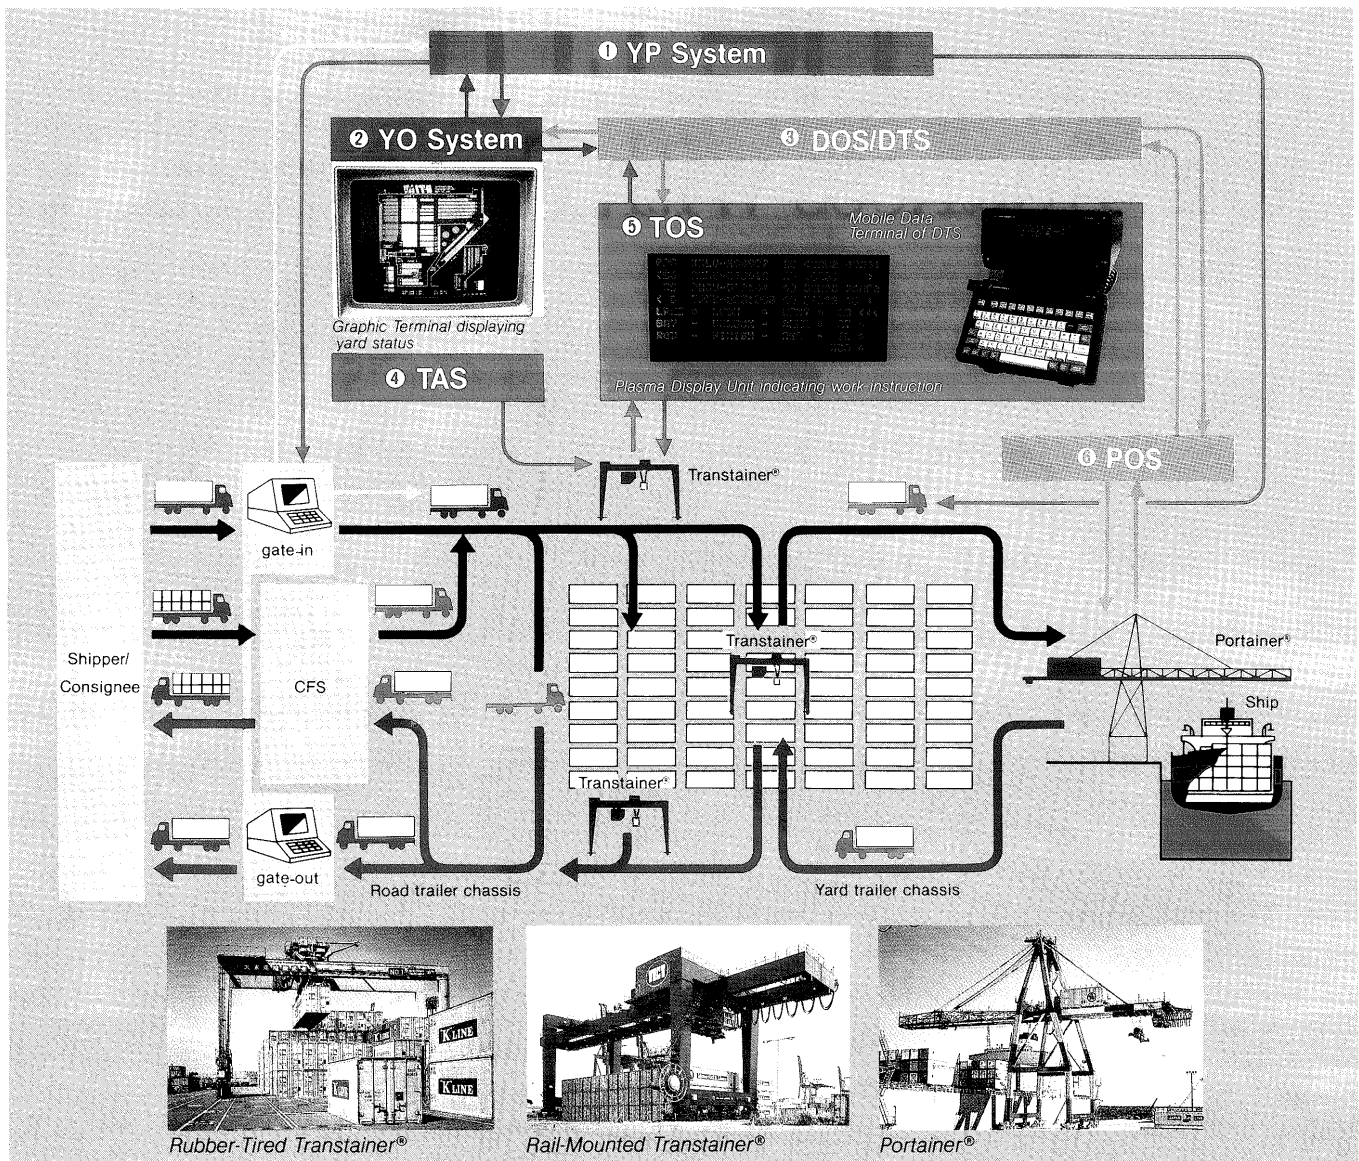 ❶ YP System
❷ YO System
❸ DOS/DTS
❺ TOS
Mobile Data
Terminal of DTS
Graphic Terminal displaying
yard status
❹ TAS
Plasma Display Unit indicating work instruction
❻ POS
Transtainer®
gate-in
Transtainer®
Portainer®
Shipper/
Consignee
CFS
Ship
Transtainer®
gate-out
Road trailer chassis
Yard trailer chassis
K LINE
K LINE
Rubber-Tired Transtainer®
Rail-Mounted Transtainer®
Portainer®